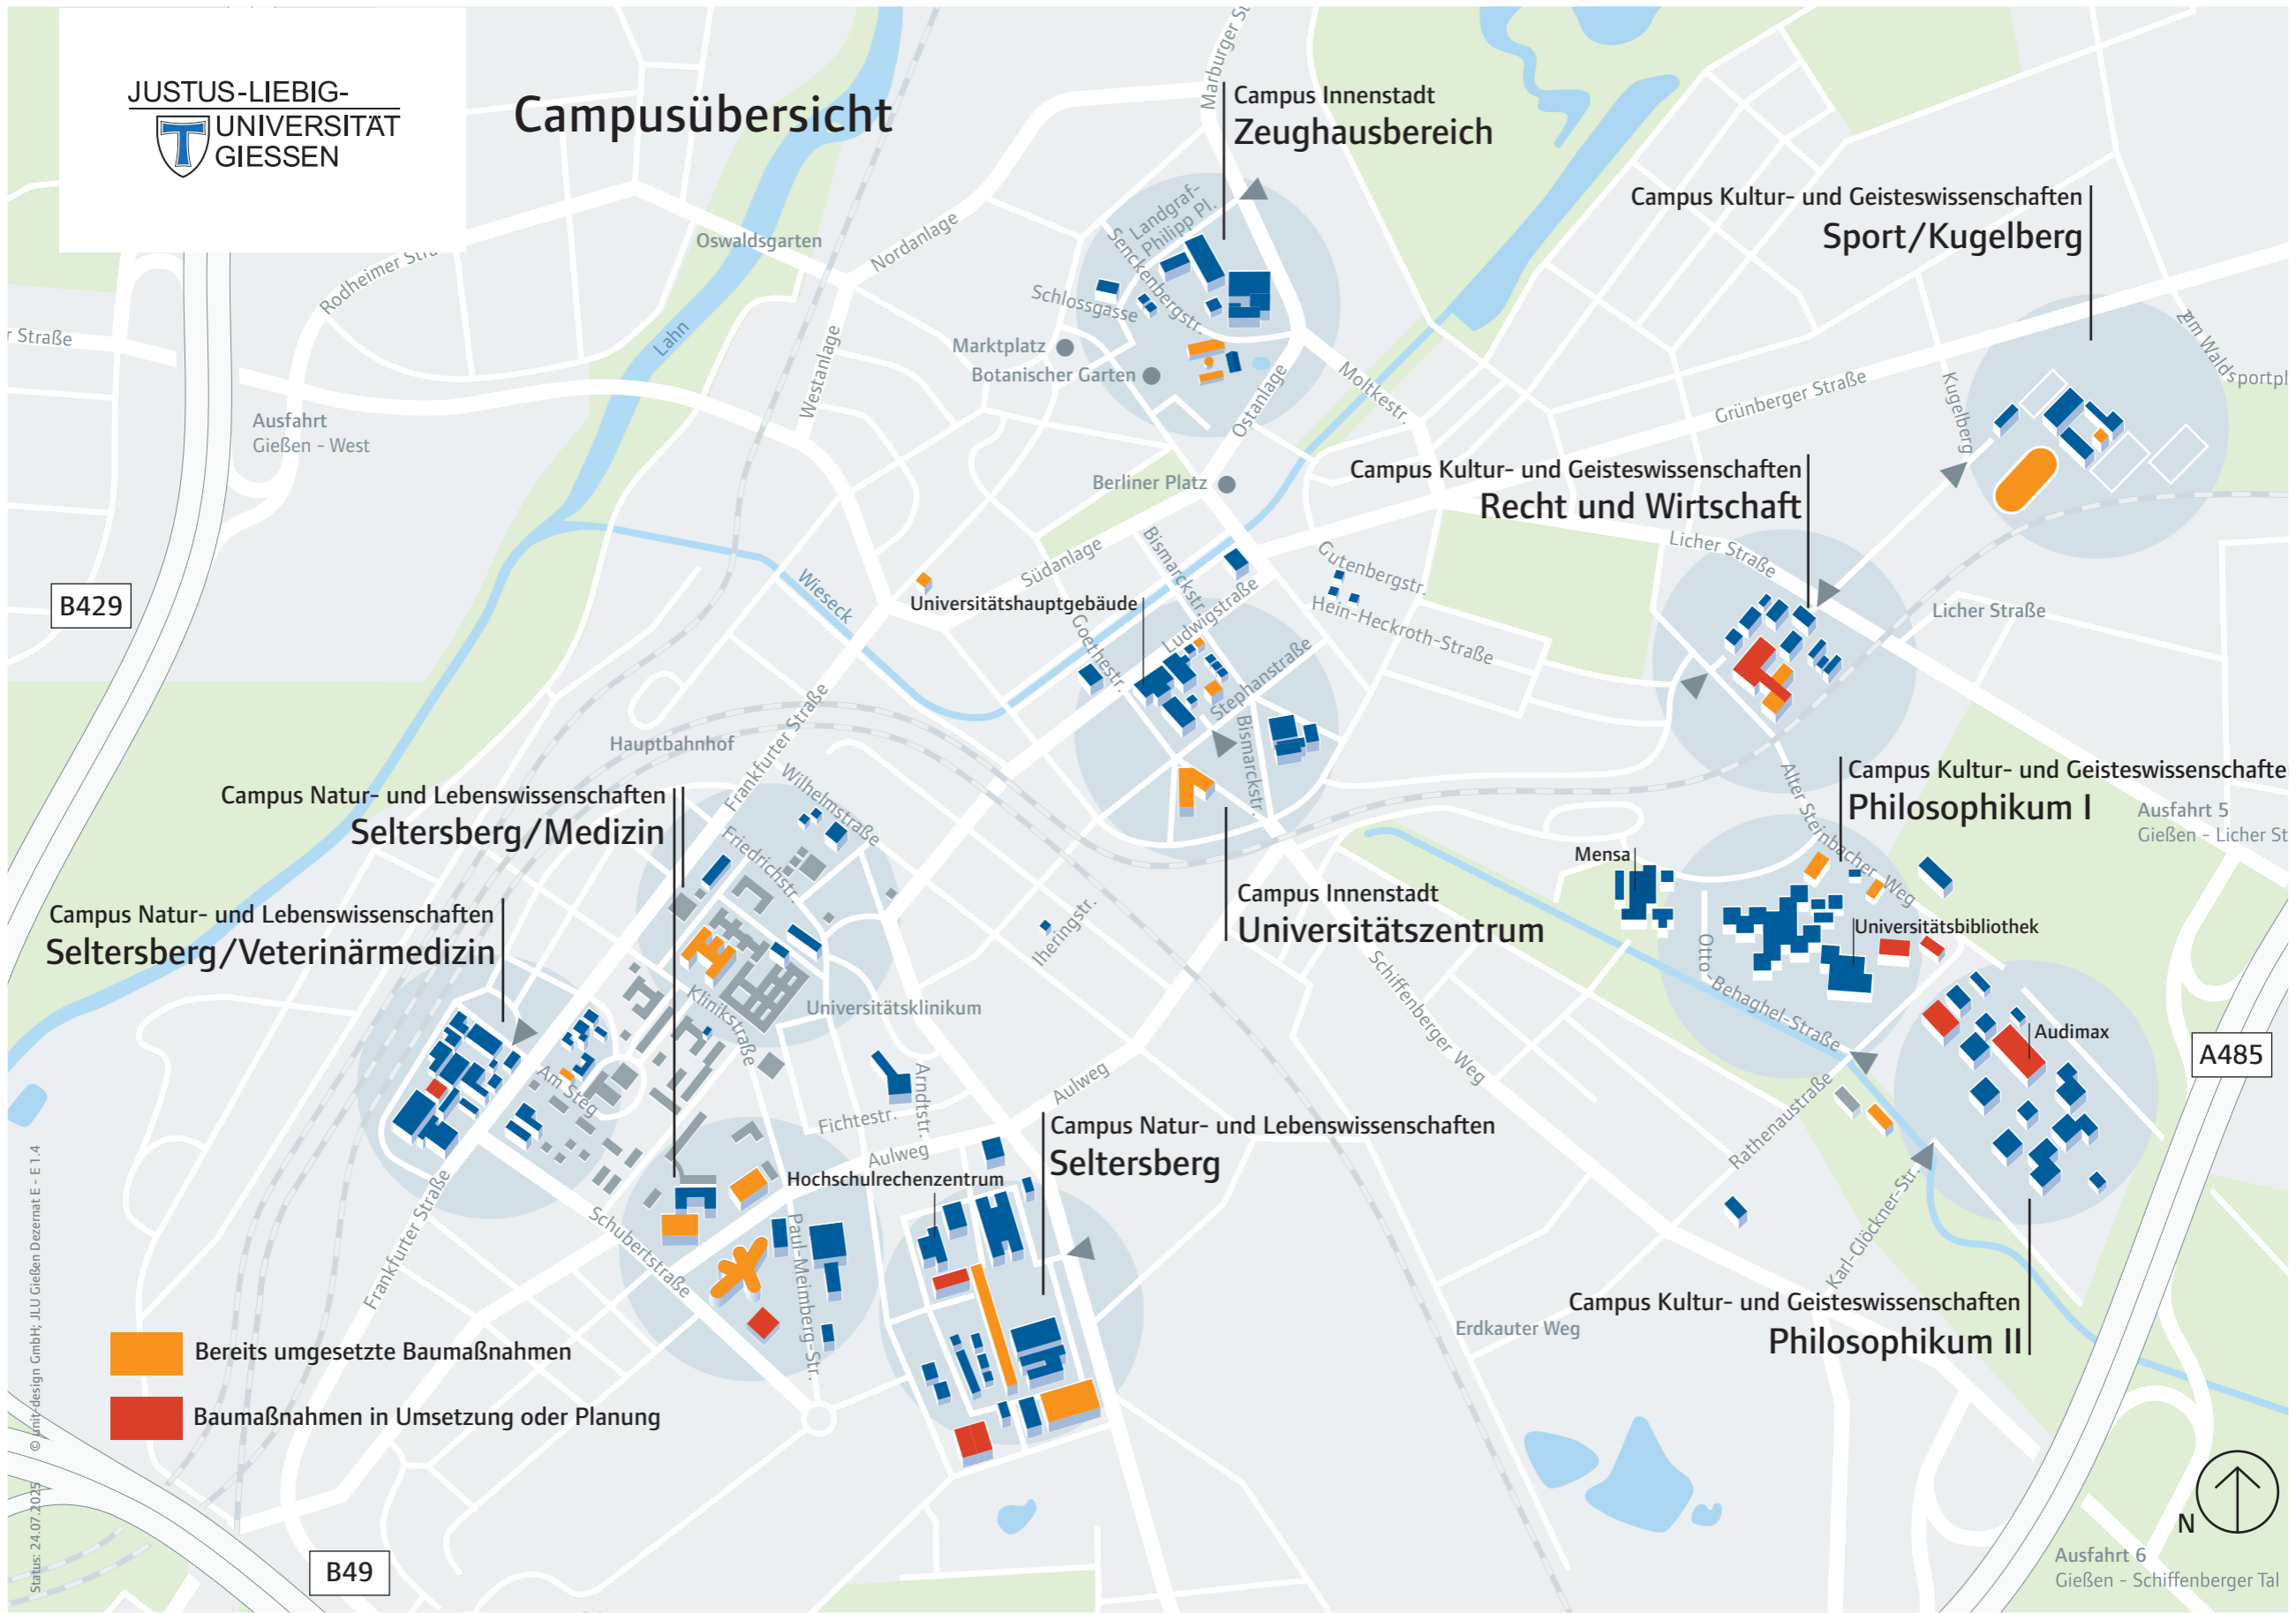 JUSTUS-LIEBIG-
UNIVERSITÄT
GIESSEN
Campusübersicht
Marburger St
Campus Innenstadt
Zeughausbereich
Landgraf-
Philipp Pl.
Senckenbergstr.
Schlossgasse
Campus Kultur- und Geisteswissenschaften
Sport/Kugelberg
Oswaldsgarten
Nordanlage
Rodheimer Stra
r Straße
Lahn
Westanlage
Marktplatz
Botanischer Garten
Ostanlage
Moltkestr.
Grünberger Straße
Kugelberg
Zum Waldsportpl
Ausfahrt
Gießen - West
Berliner Platz
Campus Kultur- und Geisteswissenschaften
Recht und Wirtschaft
Licher Straße
Licher Straße
B429
Wieseck
Südanlage
Bismarckstr.
Gutenbergstr.
Hein-Heckroth-Straße
Universitätshauptgebäude
Ludwigstraße
Goethestr.
Stephanstraße
Bismarckstr.
Hauptbahnhof
Frankfurter Straße
Wilhelmstraße
Friedrichstr.
Campus Natur- und Lebenswissenschaften
Seltersberg/Medizin
Campus Kultur- und Geisteswissenschafte
Philosophikum I
Alter Steinbacher Weg
Ausfahrt 5
Gießen - Licher St
Mensa
Campus Innenstadt
Universitätszentrum
Campus Natur- und Lebenswissenschaften
Seltersberg/Veterinärmedizin
Iheringstr.
Universitätsbibliothek
Otto-Behaghel-Straße
Schiffenberger Weg
Klinikstraße
Universitätsklinikum
Audimax
A485
Am Steg
Arndtstr.
Fichtestr.
Aulweg
Aulweg
Rathenaustraße
Campus Natur- und Lebenswissenschaften
Seltersberg
Hochschulrechenzentrum
Frankfurter Straße
Schubertstraße
Paul-Meimberg-Str.
Karl-Glöckner-Str.
Campus Kultur- und Geisteswissenschaften
Philosophikum II
Erdkauter Weg
Bereits umgesetzte Baumaßnahmen
Baumaßnahmen in Umsetzung oder Planung
Status: 24.07.2025 © unit-design GmbH; JLU Gießen Dezernat E - E 1.4
B49
N
Ausfahrt 6
Gießen - Schiffenberger Tal